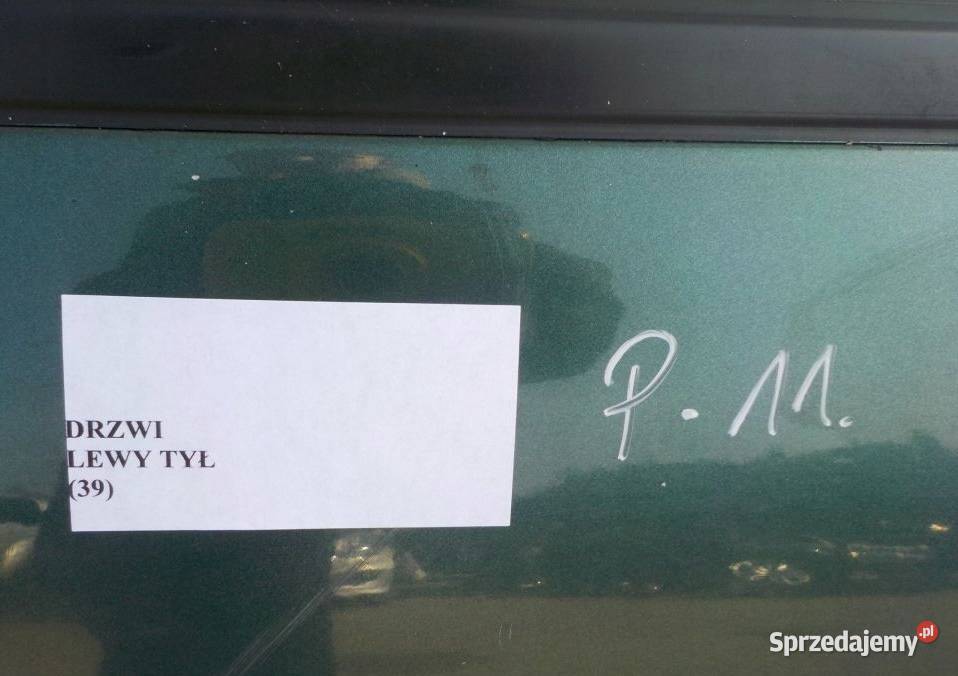 DRZWI
LEWY TYŁ
(39)
P. 11.
Sprzedajemy.pl